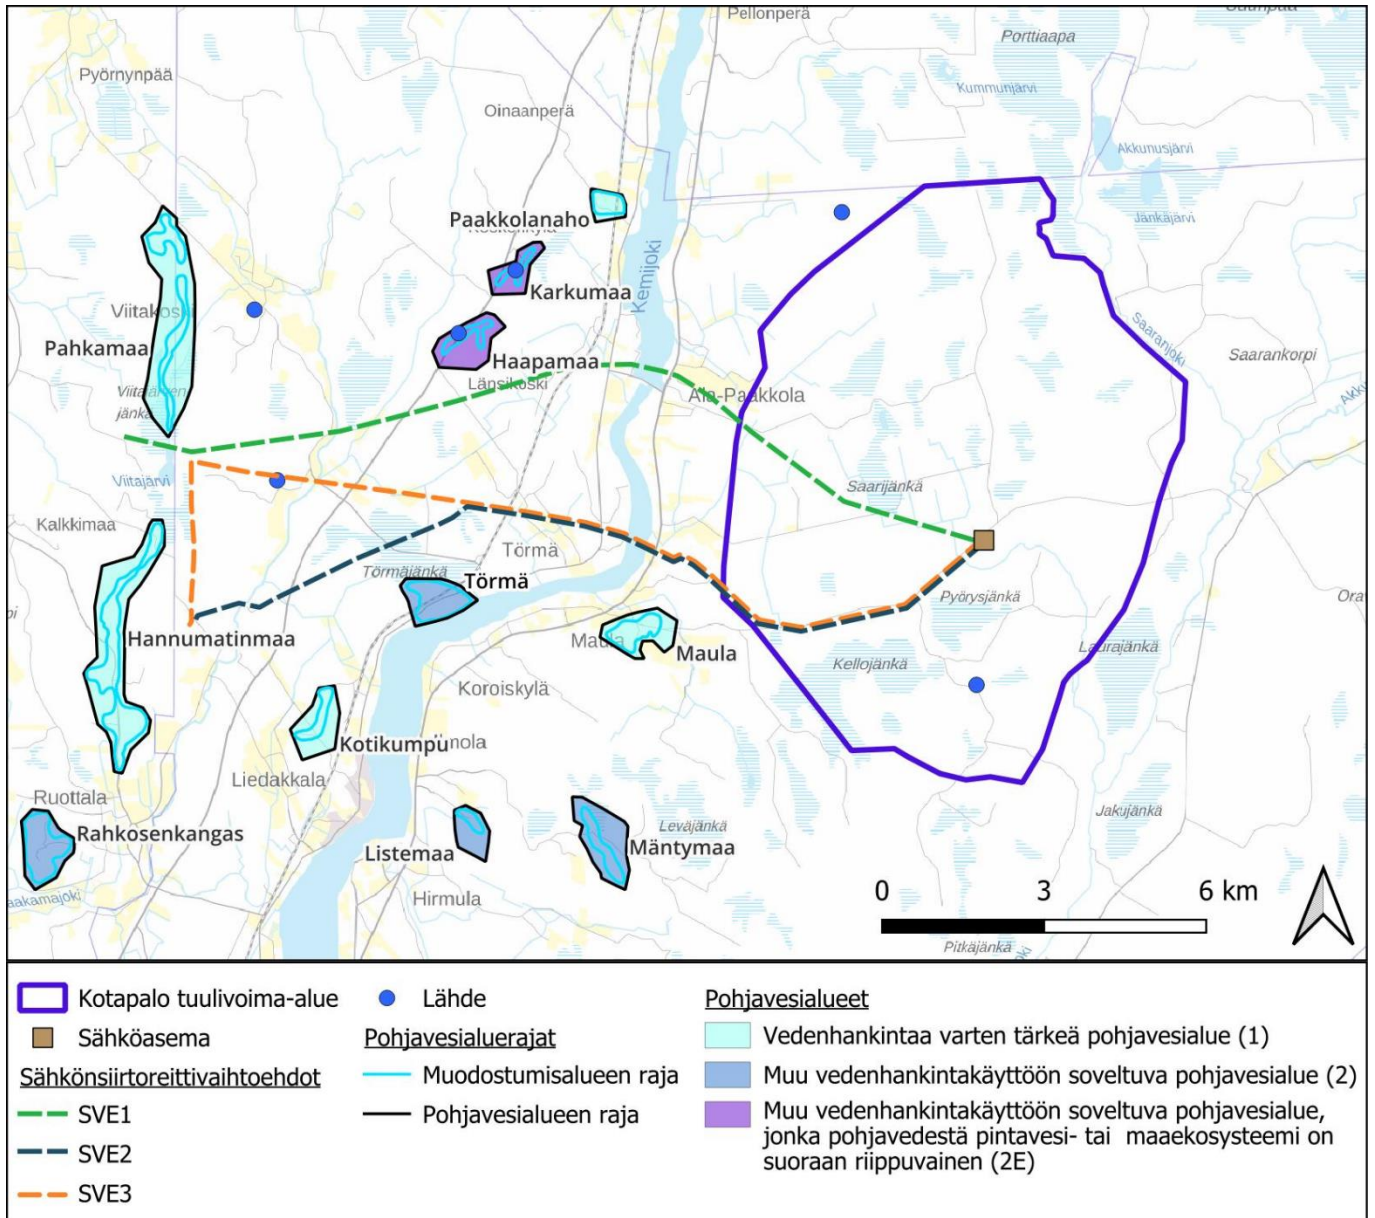 Pellonperä
Porttiaapa
Pyörnynpää
Kummunjärvi
Oinaanperä
Akkunusjärvi
Paakkolanaho
Jänkäjärvi
Karkumaa
Kemijoki
Viitakoski
Saaranjoki
Pahkamaa
Haapamaa
Saarankorpi
Länsikoski
Ala-Paakkola
jänkä
Viitajärvi
Saarijänkä
Kalkkimaa
Törmä
Törmäjänkä
Törmä
Pyörysjänkä
Hannumatinmaa
Maula
Maula
Laurajänkä
Kellojänkä
Koroiskylä
Kotikumpu
Liedakkala
Ruottala
Rahkosenkangas
Listemaa
Leväjänkä
Mäntymaa
Jakujänkä
Hirmula
0 3 6 km
Pitkäjänkä
Kotapalo tuulivoima-alue
Sähköasema
Sähkönsiirtoreittivaihtoehdot
SVE1
SVE2
SVE3
Lähde
Pohjavesialuerajat
Muodostumisalueen raja
Pohjavesialueen raja
Pohjavesialueet
Vedenhankintaa varten tärkeä pohjavesialue (1)
Muu vedenhankintakäyttöön soveltuva pohjavesialue (2)
Muu vedenhankintakäyttöön soveltuva pohjavesialue,
jonka pohjavedestä pintavesi- tai maaekosysteemi on
suoraan riippuvainen (2E)